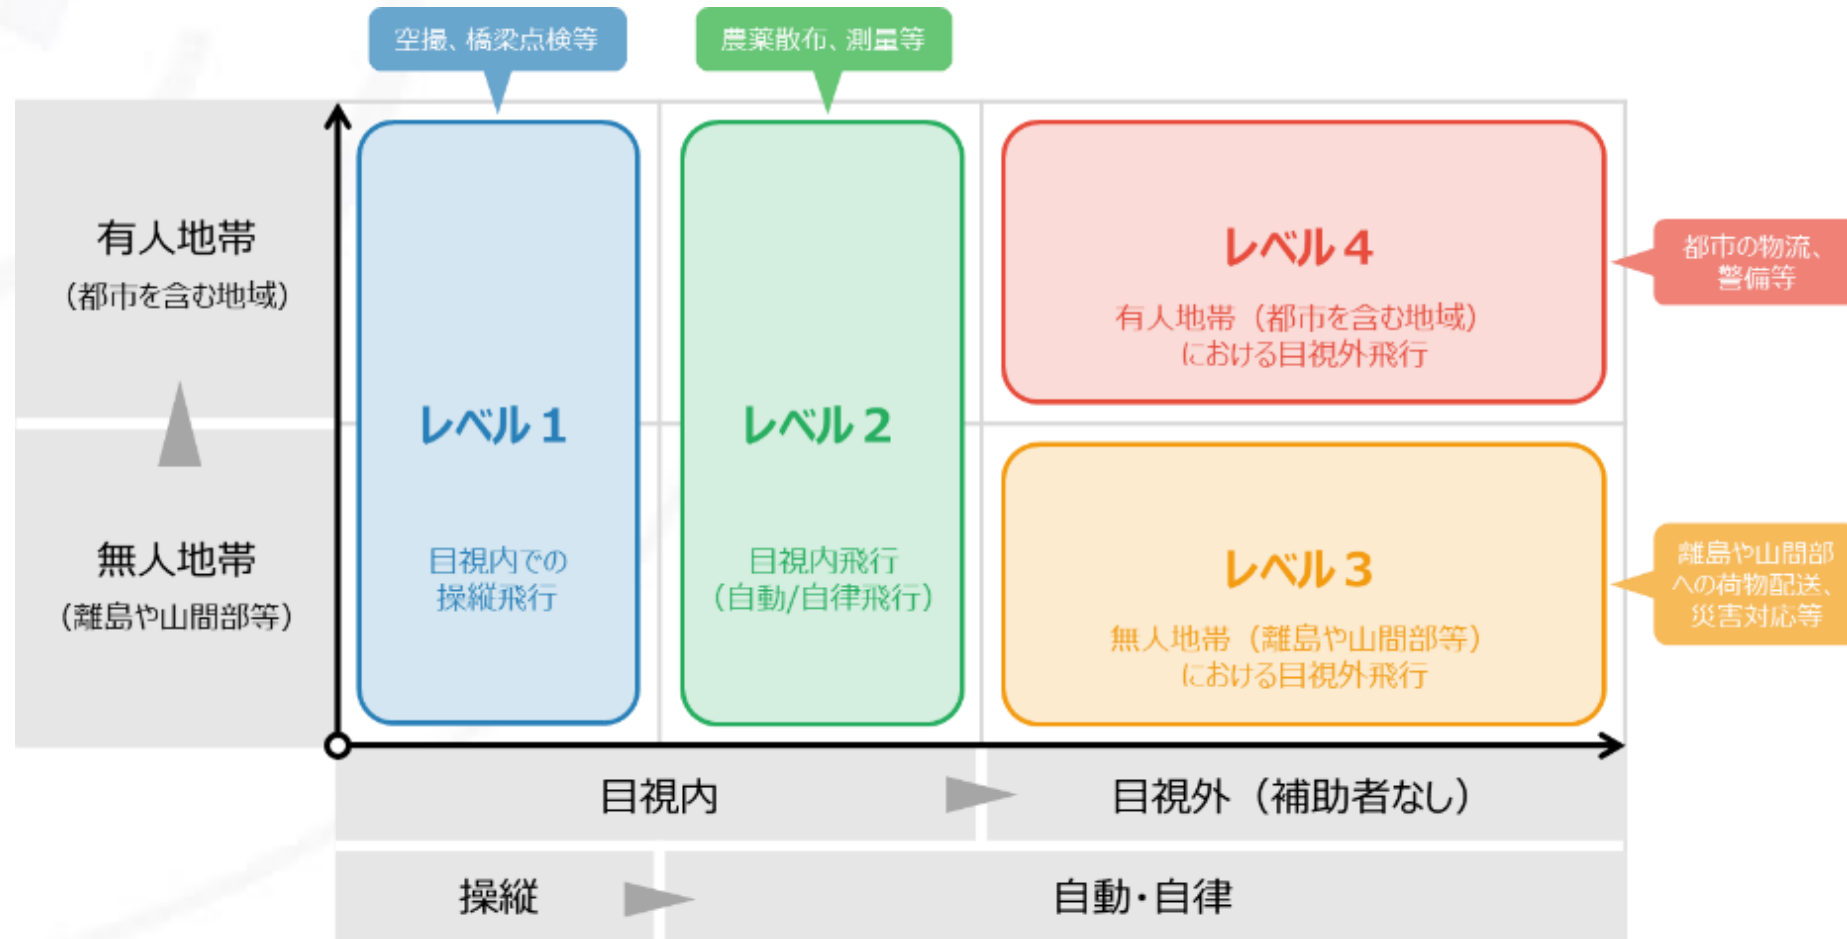 空撮、橋梁点検等
農薬散布、測量等
有人地帯
（都市を含む地域）
レベル４
有人地帯（都市を含む地域）
における目視外飛行
都市の物流、
警備等
レベル１
目視内での
操縦飛行
レベル２
目視内飛行
（自動/自律飛行）
無人地帯
（離島や山間部等）
レベル３
無人地帯（離島や山間部等）
における目視外飛行
離島や山間部
への荷物配送、
災害対応等
目視内
目視外（補助者なし）
操縦
自動・自律